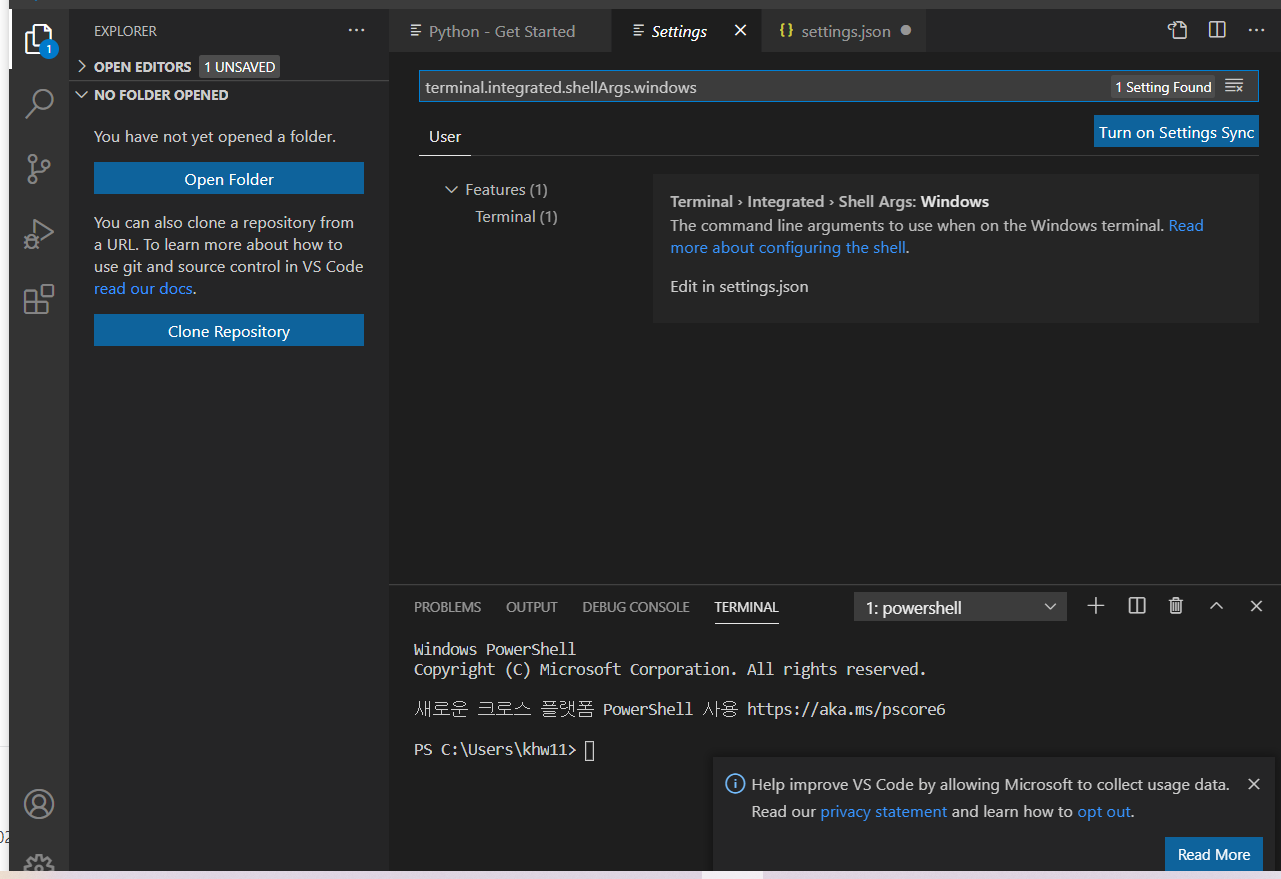 EXPLORER
OPEN EDITORS 1 UNSAVED
NO FOLDER OPENED
You have not yet opened a folder.
Open Folder
You can also clone a repository from
a URL. To learn more about how to
use git and source control in VS Code
read our docs.
Clone Repository
1
Python - Get Started
Settings
{} settings.json
terminal.integrated.shellArgs.windows
1 Setting Found
User
Turn on Settings Sync
Features (1)
Terminal (1)
Terminal › Integrated › Shell Args: Windows
The command line arguments to use when on the Windows terminal. Read
more about configuring the shell.
Edit in settings.json
PROBLEMS OUTPUT DEBUG CONSOLE TERMINAL
1: powershell
Windows PowerShell
Copyright (C) Microsoft Corporation. All rights reserved.
새로운 크로스 플랫폼 PowerShell 사용 https://aka.ms/pscore6
PS C:\Users\khw11>
Help improve VS Code by allowing Microsoft to collect usage data.
Read our privacy statement and learn how to opt out.
Read More